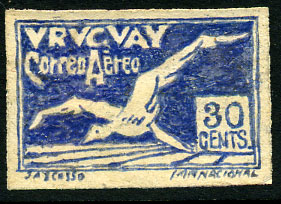 VRVGVAY
Correo Aéreo
30
CENTS.
IMP. NACIONAL